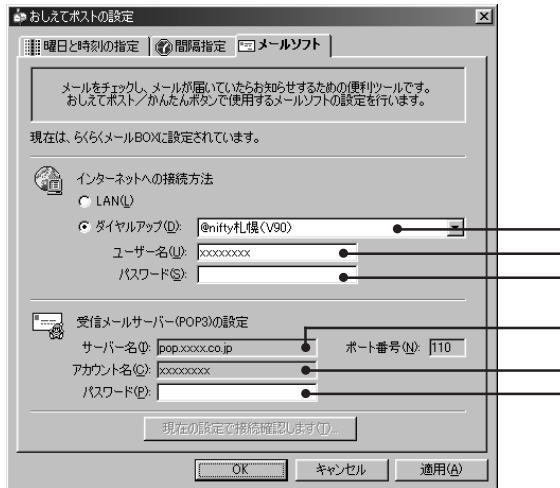 おしえてポストの設定
曜日と時刻の指定 間隔指定 メールソフト
メールをチェックし、メールが届いていたらお知らせするための便利ツールです。
おしえてポスト／かんたんボタンで使用するメールソフトの設定を行います。
現在は、らくらくメールBOXに設定されています。
インターネットへの接続方法
LAN(L)
ダイヤルアップ(D): @nifty札幌(V90)
ユーザー名(U): xxxxxxxx
パスワード(S):
受信メールサーバー(POP3)の設定
サーバー名(I): pop.xxxx.co.jp ポート番号(N): 110
アカウント名(C): xxxxxxxx
パスワード(P):
現在の設定で接続確認します(T)...
OK キャンセル 適用(A)